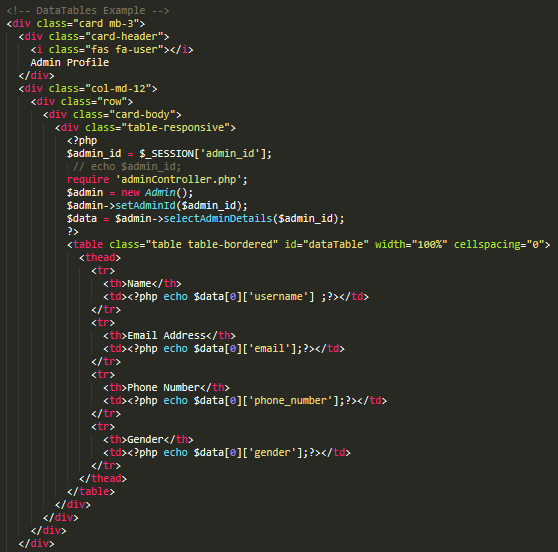 <!-- DataTables Example -->
<div class="card mb-3">
  <div class="card-header">
    <i class="fas fa-user"></i>
    Admin Profile
  </div>
  <div class="col-md-12">
    <div class="row">
      <div class="card-body">
        <div class="table-responsive">
          <?php
          $admin_id = $_SESSION['admin_id'];
           // echo $admin_id;
          require 'adminController.php';
          $admin = new Admin();
          $admin->setAdminId($admin_id);
          $data = $admin->selectAdminDetails($admin_id);
          ?>
          <table class="table table-bordered" id="dataTable" width="100%" cellspacing="0">
            <thead>
              <tr>
                <th>Name</th>
                <td><?php echo $data[0]['username'] ;?></td>
              </tr>
              <tr>
                <th>Email Address</th>
                <td><?php echo $data[0]['email'];?></td>
              </tr>
              <tr>
                <th>Phone Number</th>
                <td><?php echo $data[0]['phone_number'];?></td>
              </tr>
              <tr>
                <th>Gender</th>
                <td><?php echo $data[0]['gender'];?></td>
              </tr>
            </thead>
          </table>
        </div>
      </div>
    </div>
  </div>